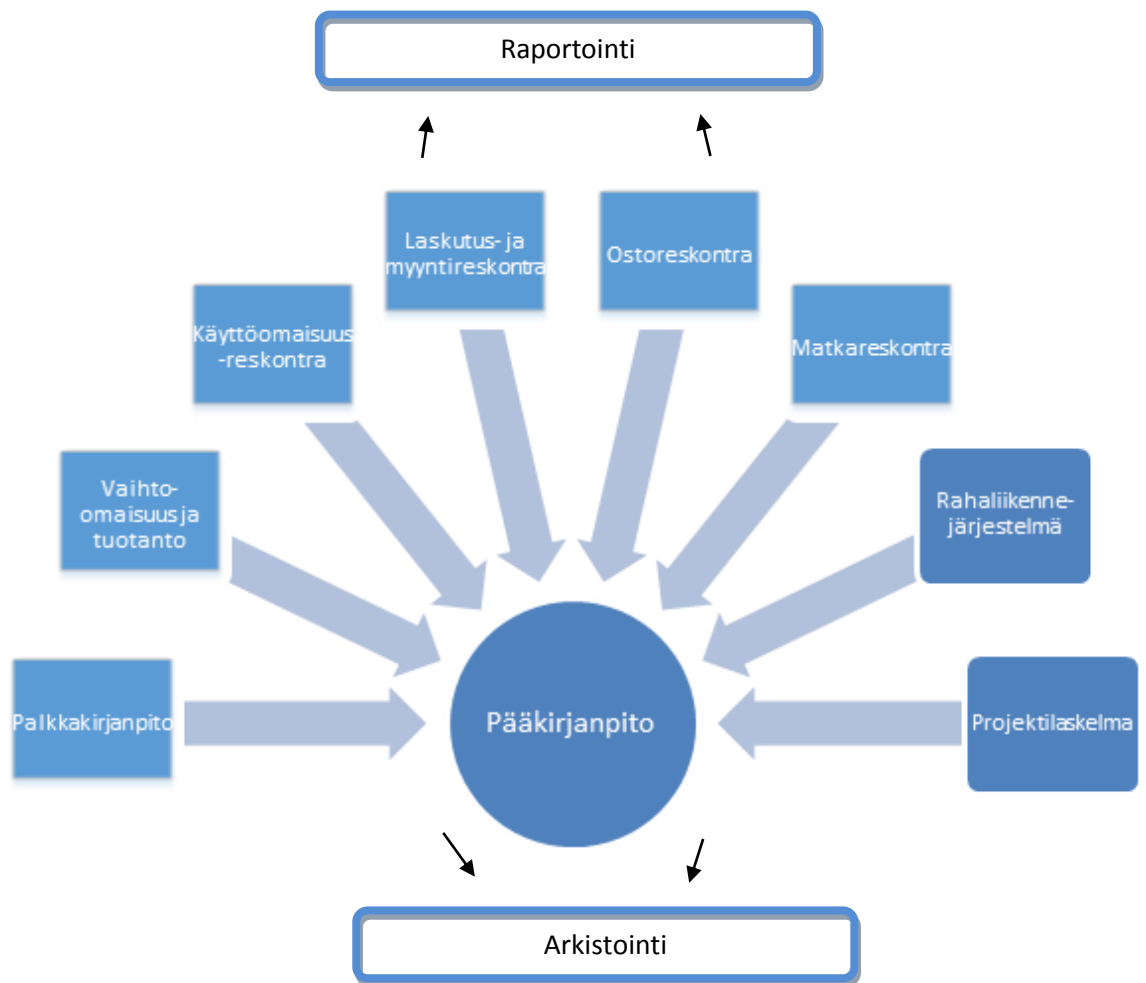 Raportointi
Laskutus- ja
myyntireskontra
Ostoreskontra
Käyttöomaisuus
-reskontra
Matkareskontra
Vaihto-
omaisuus ja
tuotanto
Rahaliikenne-
järjestelmä
Palkkakirjanpito
Pääkirjanpito
Projektilaskelma
Arkistointi